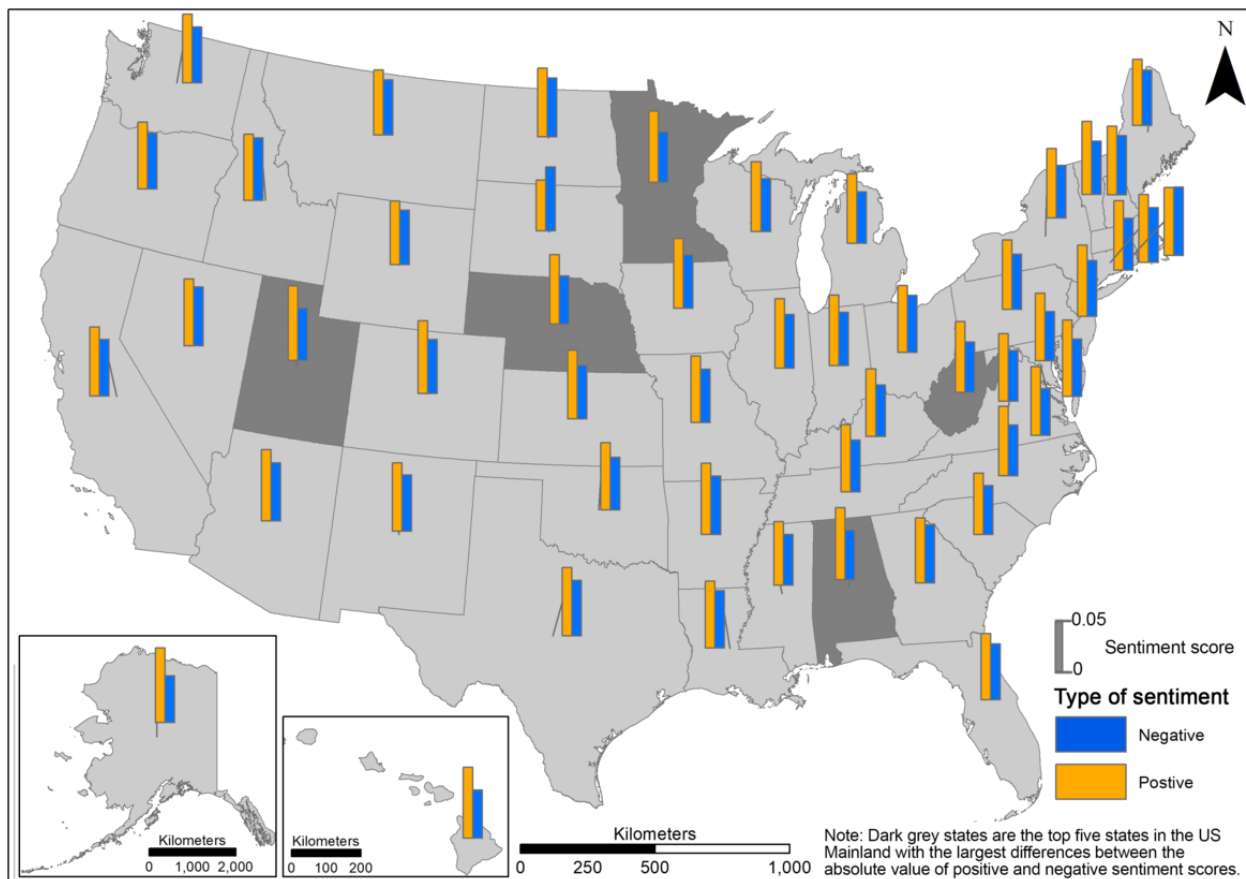 N
0.05
Sentiment score
0
Type of sentiment
Negative
Postive
Kilometers
0 1,000 2,000
Kilometers
0 100 200
Kilometers
0 250 500 1,000
Note: Dark grey states are the top five states in the US
Mainland with the largest differences between the
absolute value of positive and negative sentiment scores.